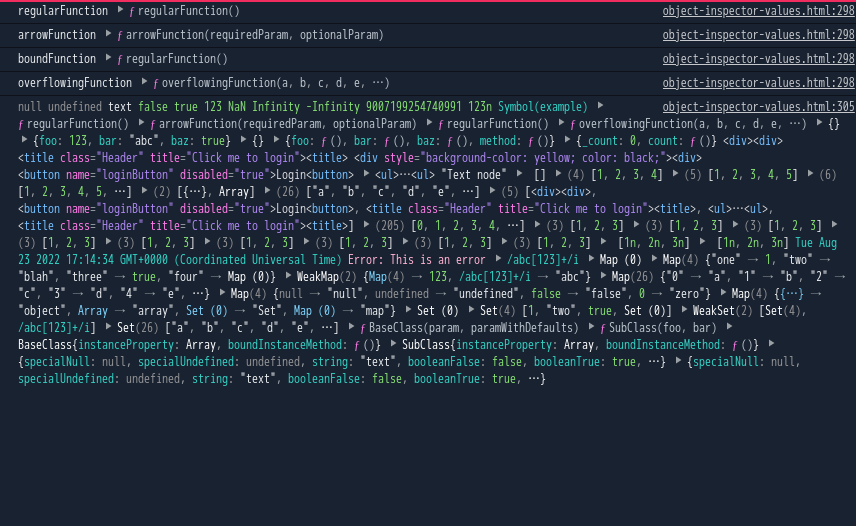 regularFunction ▶ ƒ regularFunction() object-inspector-values.html:298
arrowFunction ▶ ƒ arrowFunction(requiredParam, optionalParam) object-inspector-values.html:298
boundFunction ▶ ƒ regularFunction() object-inspector-values.html:298
overflowingFunction ▶ ƒ overflowingFunction(a, b, c, d, e, …) object-inspector-values.html:298
null undefined text false true 123 NaN Infinity -Infinity 9007199254740991 123n Symbol(example) ▶ object-inspector-values.html:305
ƒ regularFunction() ▶ ƒ arrowFunction(requiredParam, optionalParam) ▶ ƒ regularFunction() ▶ ƒ overflowingFunction(a, b, c, d, e, …) ▶ {}
▶ {foo: 123, bar: "abc", baz: true} ▶ {} ▶ {foo: ƒ (), bar: ƒ (), baz: ƒ (), method: ƒ ()} ▶ {_count: 0, count: ƒ ()} <div><div>
<title class="Header" title="Click me to login"><title> <div style="background-color: yellow; color: black;"><div>
<button name="loginButton" disabled="true">Login<button> ▶ <ul>…<ul> "Text node" ▶ [] ▶ (4) [1, 2, 3, 4] ▶ (5) [1, 2, 3, 4, 5] ▶ (6)
[1, 2, 3, 4, 5, …] ▶ (2) [{…}, Array] ▶ (26) ["a", "b", "c", "d", "e", …] ▶ (5) [<div><div>,
<button name="loginButton" disabled="true">Login<button>, <title class="Header" title="Click me to login"><title>, <ul>…<ul>,
<title class="Header" title="Click me to login"><title>] ▶ (205) [0, 1, 2, 3, 4, …] ▶ (3) [1, 2, 3] ▶ (3) [1, 2, 3] ▶ (3) [1, 2, 3] ▶
(3) [1, 2, 3] ▶ (3) [1, 2, 3] ▶ (3) [1, 2, 3] ▶ (3) [1, 2, 3] ▶ (3) [1, 2, 3] ▶ (3) [1, 2, 3] ▶ [1n, 2n, 3n] ▶ [1n, 2n, 3n] Tue Aug
23 2022 17:14:34 GMT+0000 (Coordinated Universal Time) Error: This is an error ▶ /abc[123]+/i ▶ Map (0) ▶ Map(4) {"one" → 1, "two" →
"blah", "three" → true, "four" → Map (0)} ▶ WeakMap(2) {Map(4) → 123, /abc[123]+/i → "abc"} ▶ Map(26) {"0" → "a", "1" → "b", "2" →
"c", "3" → "d", "4" → "e", …} ▶ Map(4) {null → "null", undefined → "undefined", false → "false", 0 → "zero"} ▶ Map(4) {{…} →
"object", Array → "array", Set (0) → "Set", Map (0) → "map"} ▶ Set (0) ▶ Set(4) [1, "two", true, Set (0)] ▶ WeakSet(2) [Set(4),
/abc[123]+/i] ▶ Set(26) ["a", "b", "c", "d", "e", …] ▶ ƒ BaseClass(param, paramWithDefaults) ▶ ƒ SubClass(foo, bar) ▶
BaseClass{instanceProperty: Array, boundInstanceMethod: ƒ ()} ▶ SubClass{instanceProperty: Array, boundInstanceMethod: ƒ ()} ▶
{specialNull: null, specialUndefined: undefined, string: "text", booleanFalse: false, booleanTrue: true, …} ▶ {specialNull: null,
specialUndefined: undefined, string: "text", booleanFalse: false, booleanTrue: true, …}